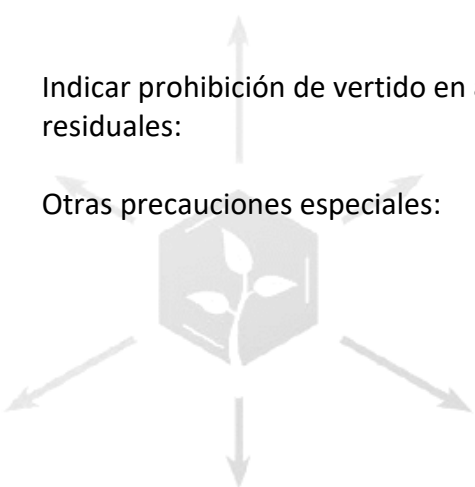 Indicar prohibición de vertido en
residuales:
Otras precauciones especiales: